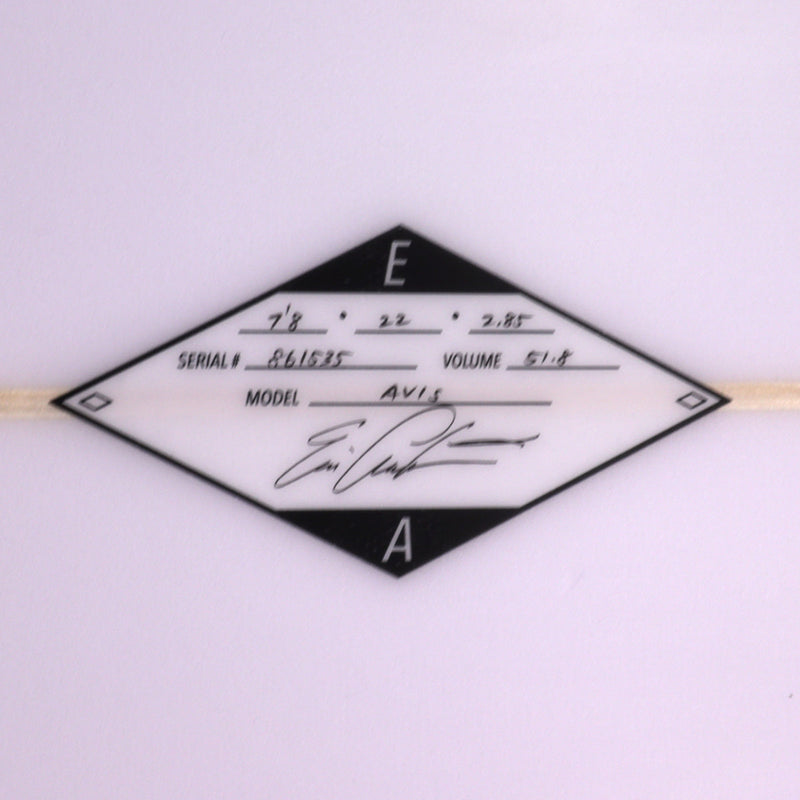 E
7'8 • 22 • 2.85
SERIAL # 861535 VOLUME 51.8
MODEL AVIS
A